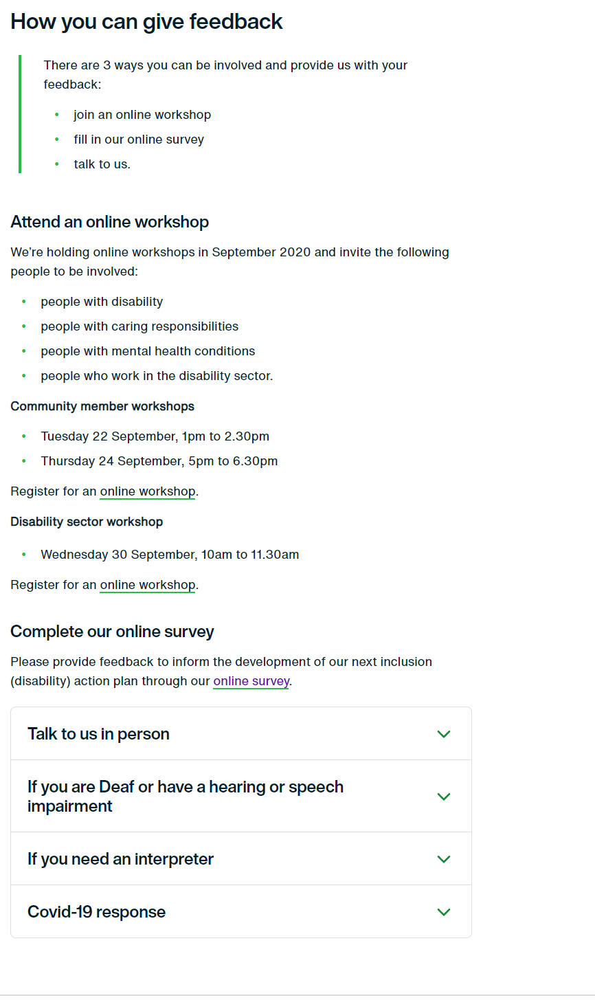 How you can give feedback
There are 3 ways you can be involved and provide us with your
feedback:
• join an online workshop
• fill in our online survey
• talk to us.
Attend an online workshop
We’re holding online workshops in September 2020 and invite the following
people to be involved:
• people with disability
• people with caring responsibilities
• people with mental health conditions
• people who work in the disability sector.
Community member workshops
• Tuesday 22 September, 1pm to 2.30pm
• Thursday 24 September, 5pm to 6.30pm
Register for an online workshop.
Disability sector workshop
• Wednesday 30 September, 10am to 11.30am
Register for an online workshop.
Complete our online survey
Please provide feedback to inform the development of our next inclusion
(disability) action plan through our online survey.
Talk to us in person
If you are Deaf or have a hearing or speech
impairment
If you need an interpreter
Covid-19 response